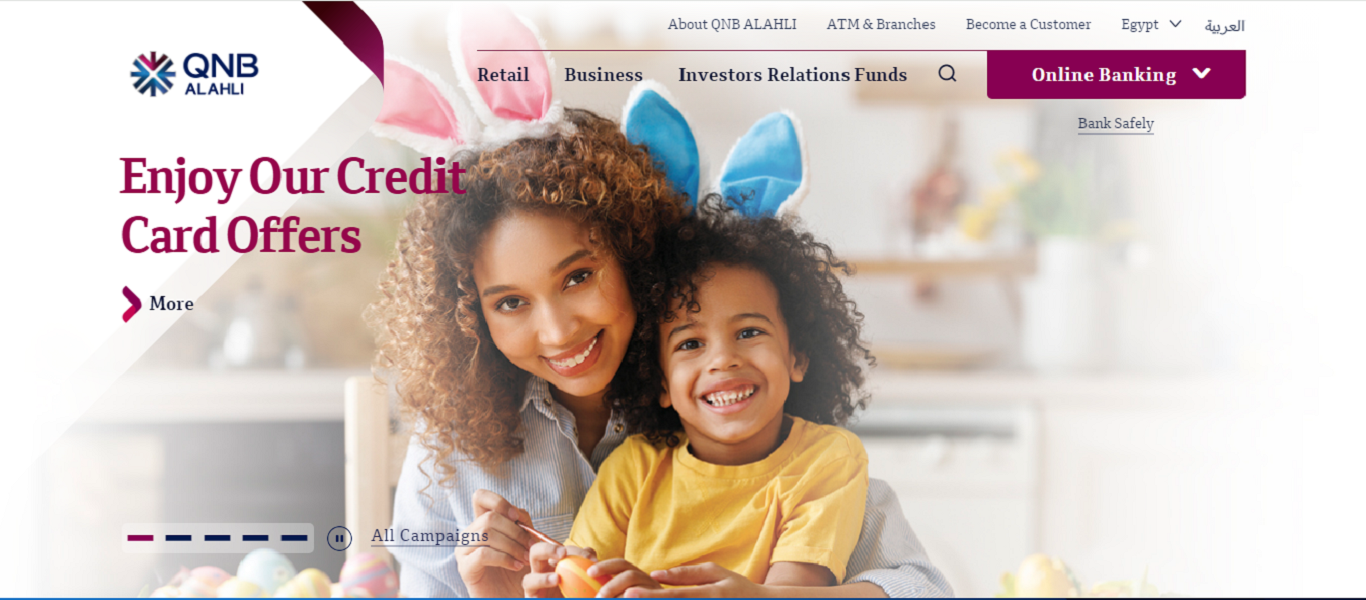 About QNB ALAHLI ATM & Branches Become a Customer Egypt العربية
QNB
ALAHLI
Retail Business Investors Relations Funds Online Banking
Bank Safely
Enjoy Our Credit
Card Offers
More
All Campaigns